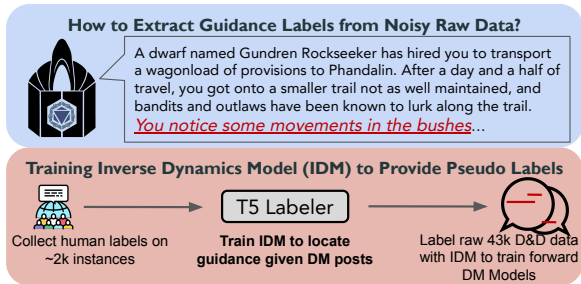 How to Extract Guidance Labels from Noisy Raw Data?
A dwarf named Gundren Rockseeker has hired you to transport
a wagonload of provisions to Phandalin. After a day and a half of
travel, you got onto a smaller trail not as well maintained, and
bandits and outlaws have been known to lurk along the trail.
You notice some movements in the bushes...
Training Inverse Dynamics Model (IDM) to Provide Pseudo Labels
T5 Labeler
Collect human labels on
~2k instances
Train IDM to locate
guidance given DM posts
Label raw 43k D&D data
with IDM to train forward
DM Models